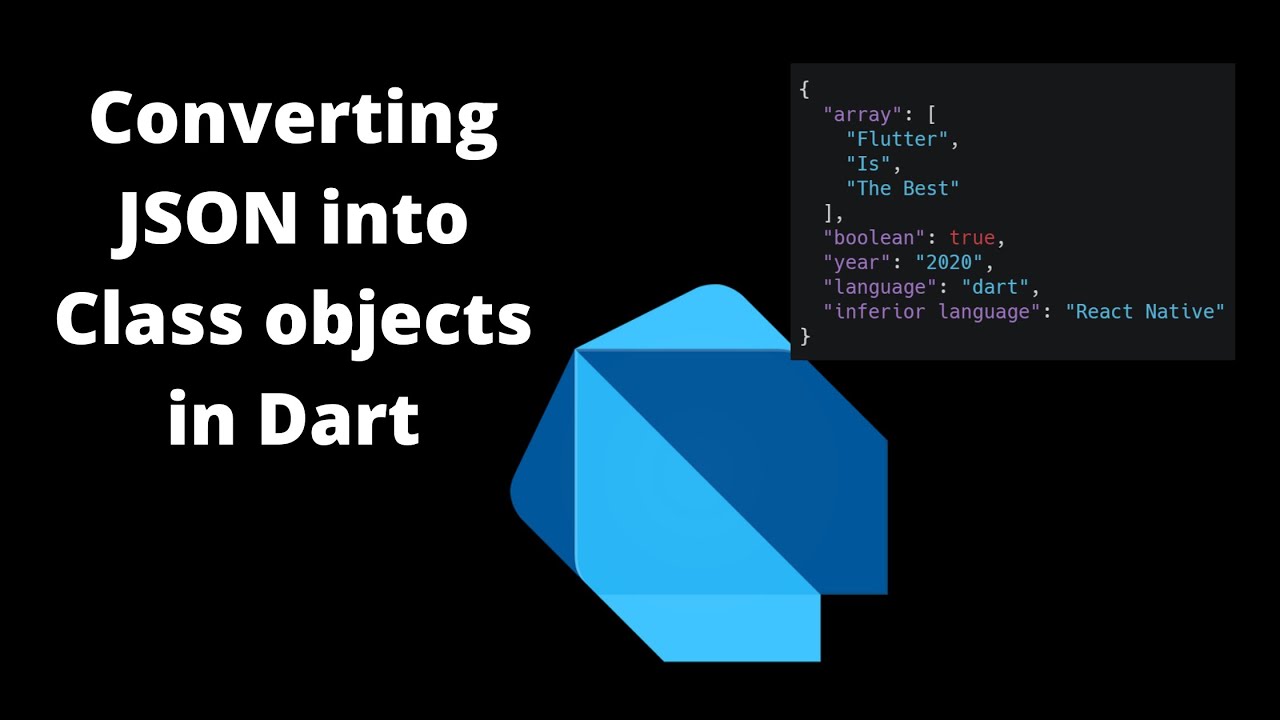 Converting
JSON into
Class objects
in Dart
{
  "array": [
    "Flutter",
    "Is",
    "The Best"
  ],
  "boolean": true,
  "year": "2020",
  "language": "dart",
  "inferior language": "React Native"
}